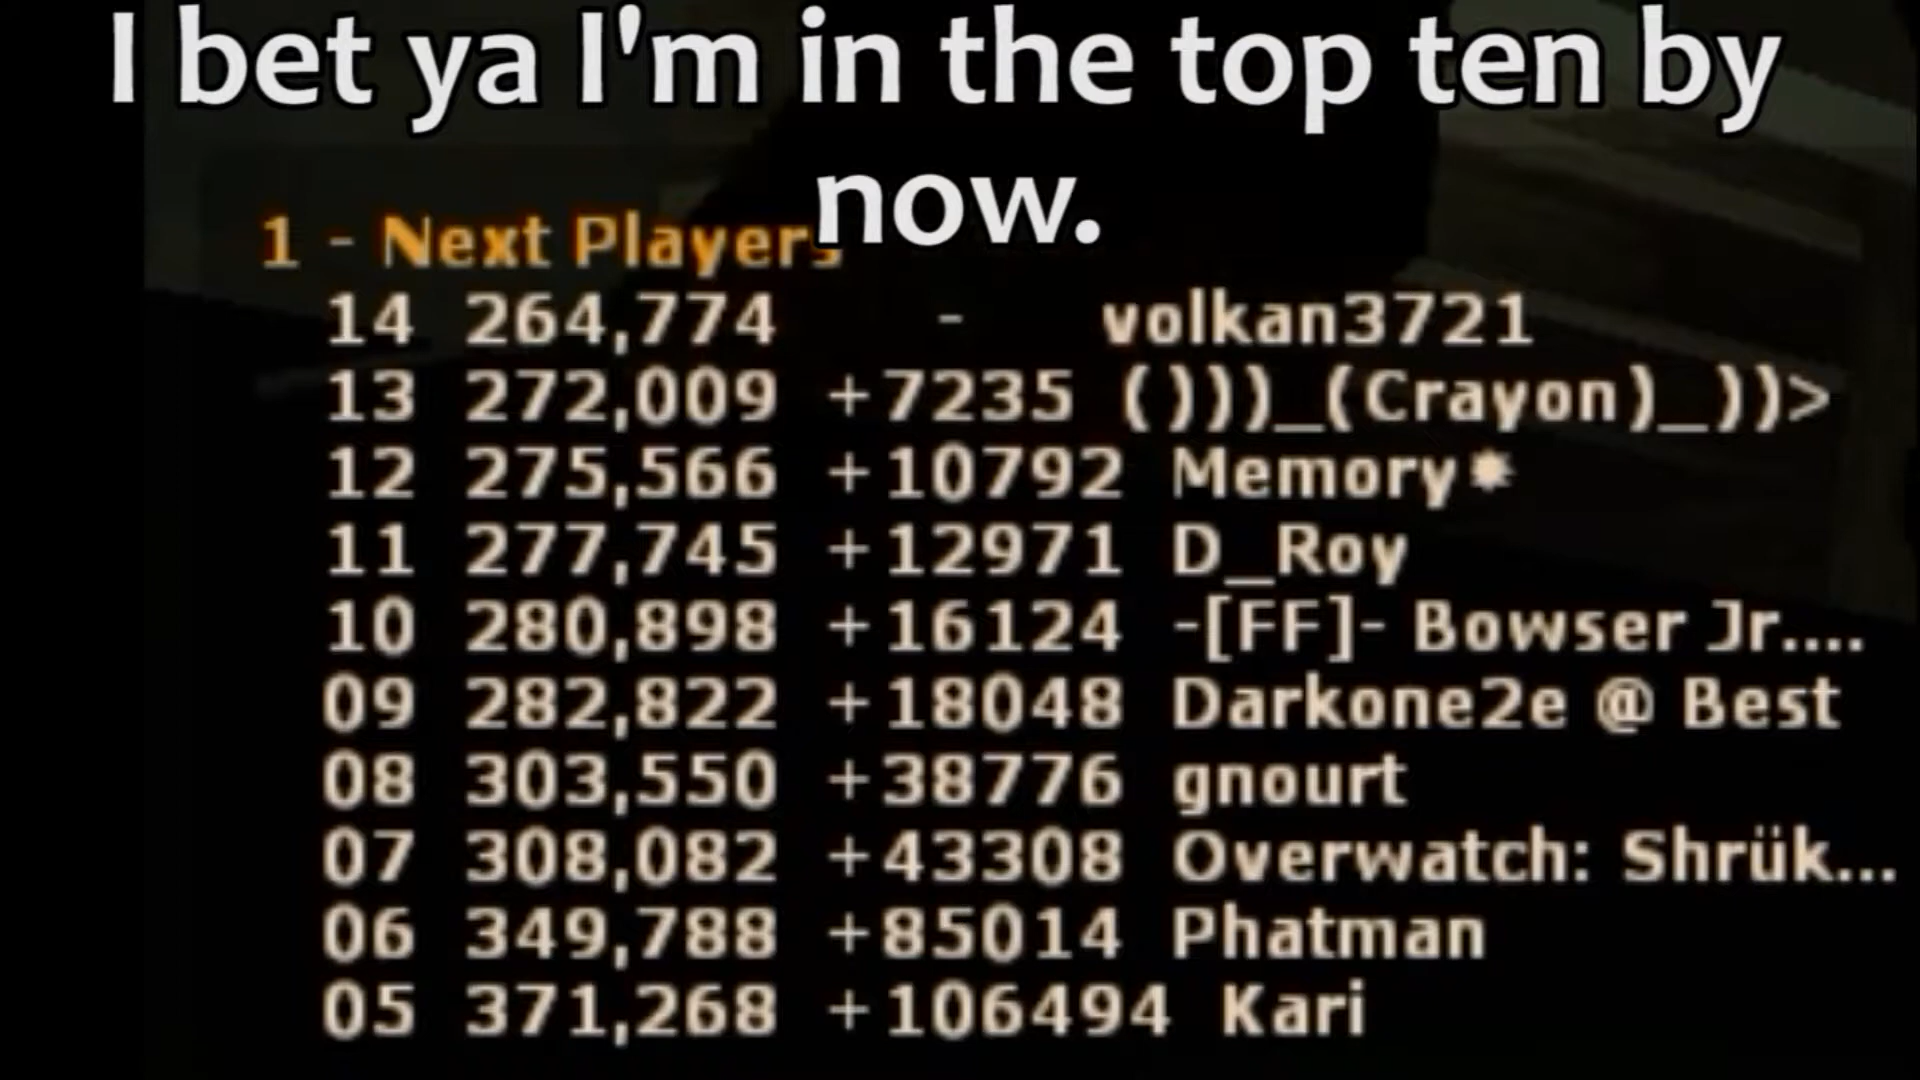 I bet ya I'm in the top ten by
now.
1 - Next Players
14 264,774 - volkan3721
13 272,009 +7235 ()))_(Crayon)_))>
12 275,566 +10792 Memory✸
11 277,745 +12971 D_Roy
10 280,898 +16124 -[FF]- Bowser Jr....
09 282,822 +18048 Darkone2e @ Best
08 303,550 +38776 gnourt
07 308,082 +43308 Overwatch: Shrük...
06 349,788 +85014 Phatman
05 371,268 +106494 Kari